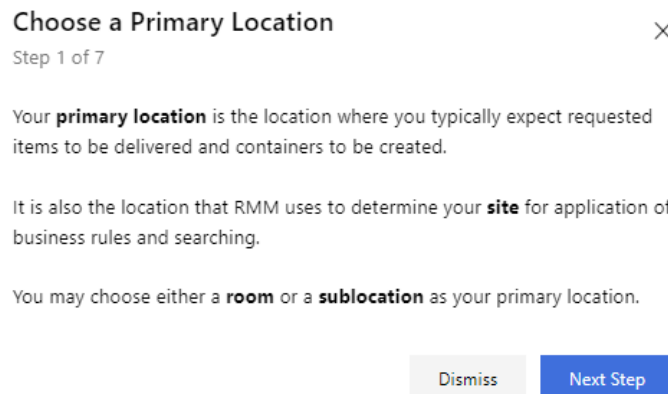 Choose a Primary Location
Step 1 of 7
Your primary location is the location where you typically expect requested
items to be delivered and containers to be created.
It is also the location that RMM uses to determine your site for application of
business rules and searching.
You may choose either a room or a sublocation as your primary location.
Dismiss
Next Step